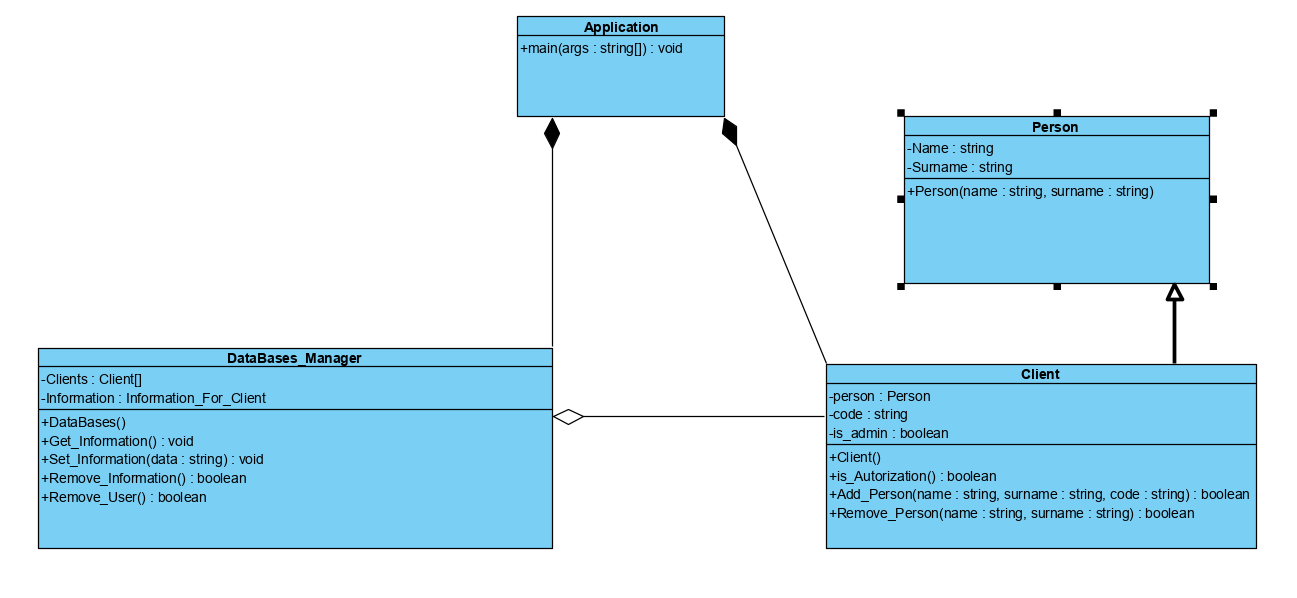 Application
+main(args : string[]) : void
Person
-Name : string
-Surname : string
+Person(name : string, surname : string)
DataBases_Manager
-Clients : Client[]
-Information : Information_For_Client
+DataBases()
+Get_Information() : void
+Set_Information(data : string) : void
+Remove_Information() : boolean
+Remove_User() : boolean
Client
-person : Person
-code : string
-is_admin : boolean
+Client()
+is_Autorization() : boolean
+Add_Person(name : string, surname : string, code : string) : boolean
+Remove_Person(name : string, surname : string) : boolean